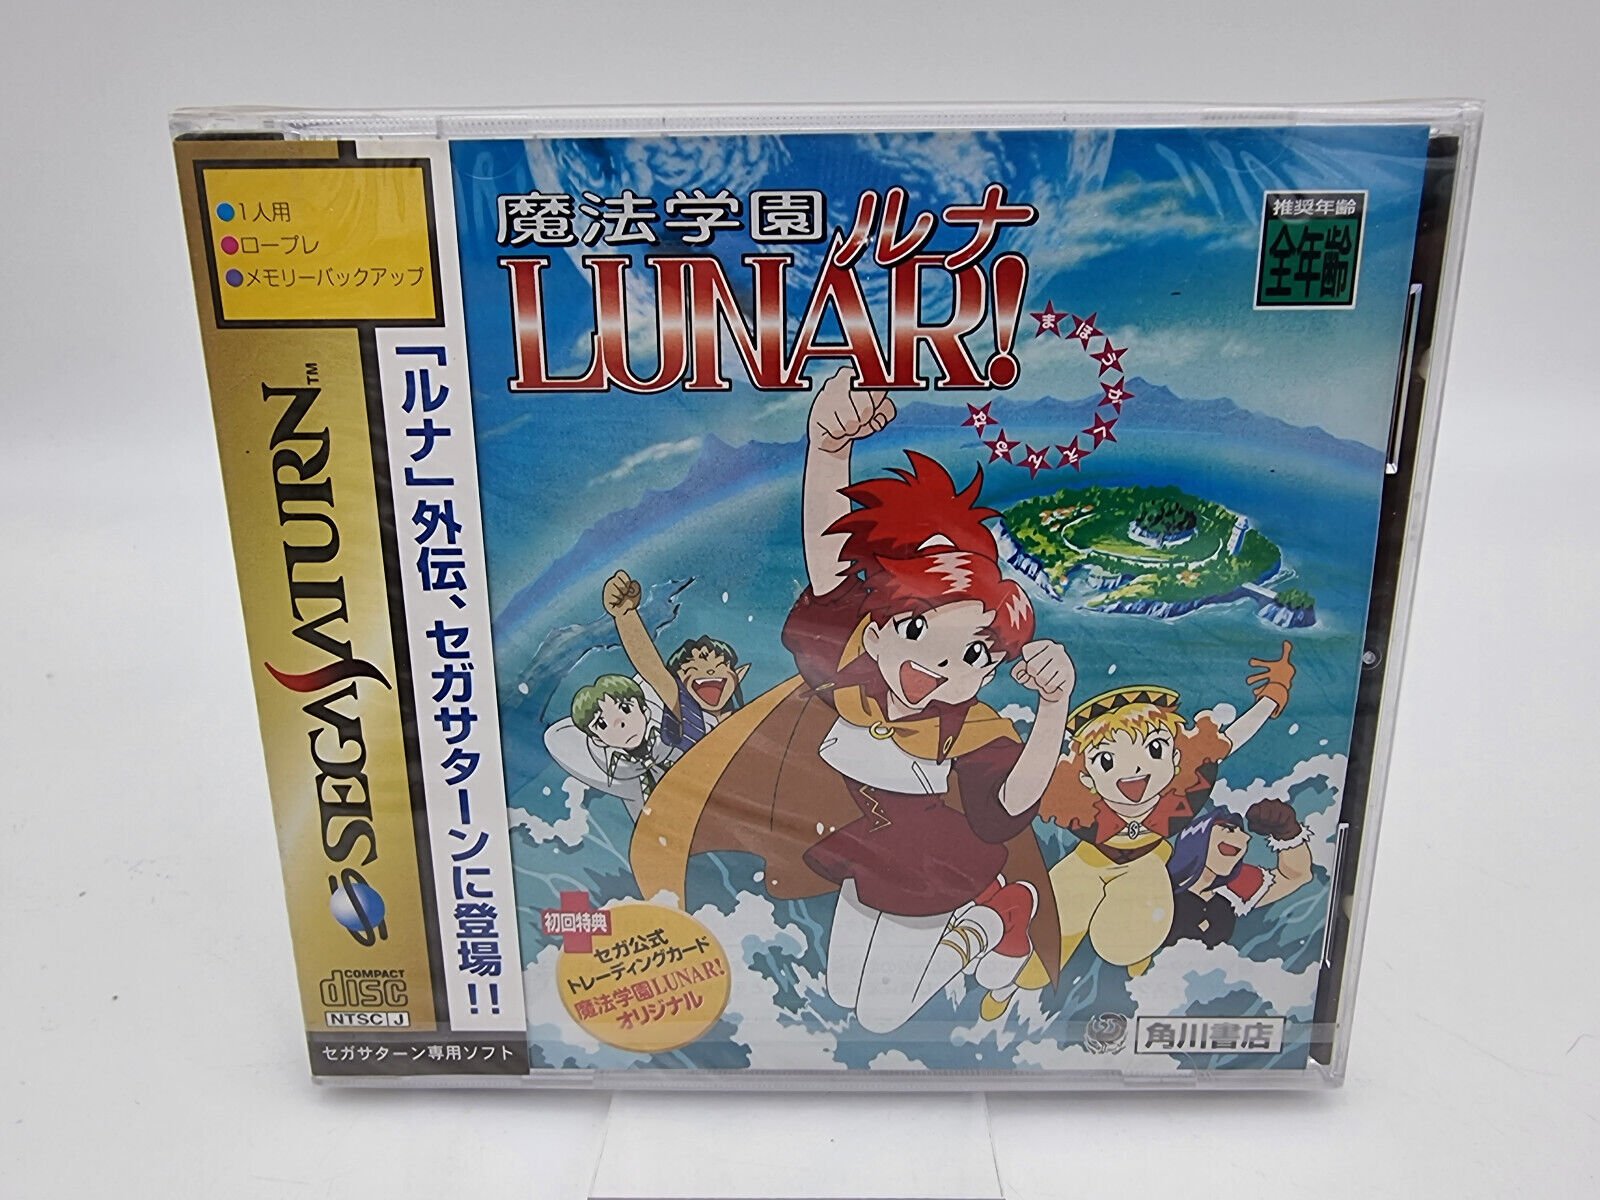 ●1人用
●ロープレ
●メモリーバックアップ
SEGA SATURN™
「ルナ」外伝、セガサターンに登場!!
COMPACT
disc
NTSC J
セガサターン専用ソフト
魔法学園ルナ
LUNAR!
まほうがくえんるな
推奨年齢
全年齢
初回特典
セガ公式
トレーディングカード
魔法学園LUNAR!
オリジナル
角川書店